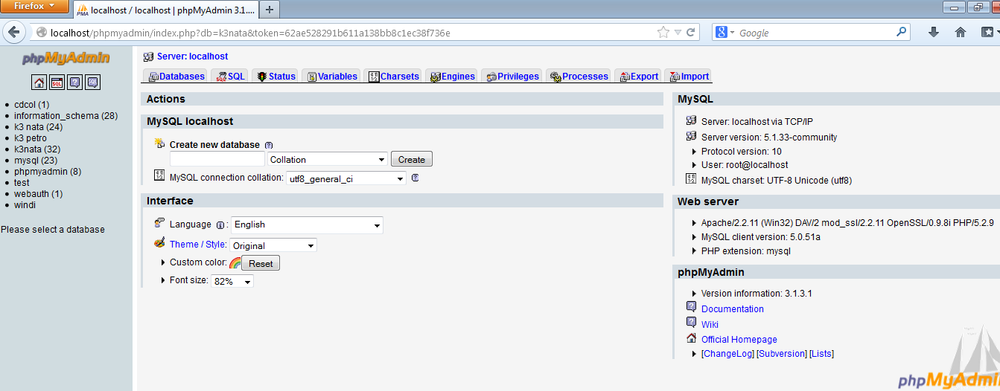 Firefox
localhost / localhost | phpMyAdmin 3.1....
localhost/phpmyadmin/index.php?db=k3nata&token=62ae528291b611a138bb8c1ec38f736e
Google
phpMyAdmin
SQL
cdcol (1)
information_schema (28)
k3 nata (24)
k3 petro
k3nata (32)
mysql (23)
phpmyadmin (8)
test
webauth (1)
windi
Please select a database
Server: localhost
Databases SQL Status Variables Charsets Engines Privileges Processes Export Import
Actions
MySQL localhost
Create new database
Collation Create
MySQL connection collation: utf8_general_ci
Interface
Language : English
Theme / Style: Original
Custom color: Reset
Font size: 82%
MySQL
Server: localhost via TCP/IP
Server version: 5.1.33-community
Protocol version: 10
User: root@localhost
MySQL charset: UTF-8 Unicode (utf8)
Web server
Apache/2.2.11 (Win32) DAV/2 mod_ssl/2.2.11 OpenSSL/0.9.8i PHP/5.2.9
MySQL client version: 5.0.51a
PHP extension: mysql
phpMyAdmin
Version information: 3.1.3.1
Documentation
Wiki
Official Homepage
[ChangeLog] [Subversion] [Lists]
phpMyAdmin